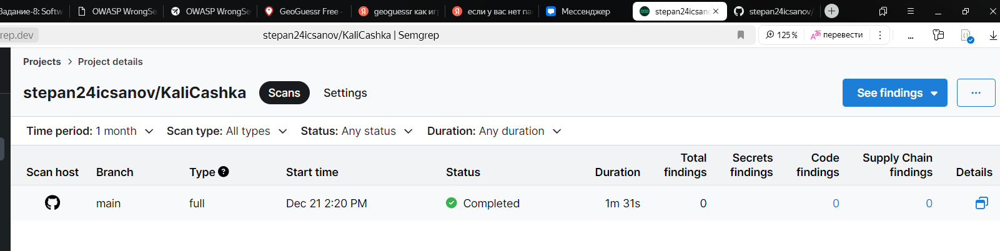 Задание-8: Softw
OWASP WrongSe
OWASP WrongSe
GeoGuessr Free -
geoguessr как иг
если у вас нет па
Мессенджер
stepan24icsano
stepan24icsanov/
rep.dev
stepan24icsanov/KaliCashka | Semgrep
125 %
перевести
Projects > Project details
stepan24icsanov/KaliCashka
Scans
Settings
See findings
Time period: 1 month
Scan type: All types
Status: Any status
Duration: Any duration
Scan host
Branch
Type
Start time
Status
Duration
Total findings
Secrets findings
Code findings
Supply Chain findings
Details
main
full
Dec 21 2:20 PM
Completed
1m 31s
0
0
0